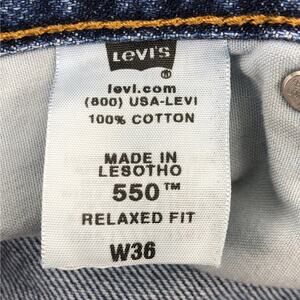 LEVI'S
®
levi.com
(800) USA-LEVI
100% COTTON
MADE IN
LESOTHO
550™
RELAXED FIT
W36